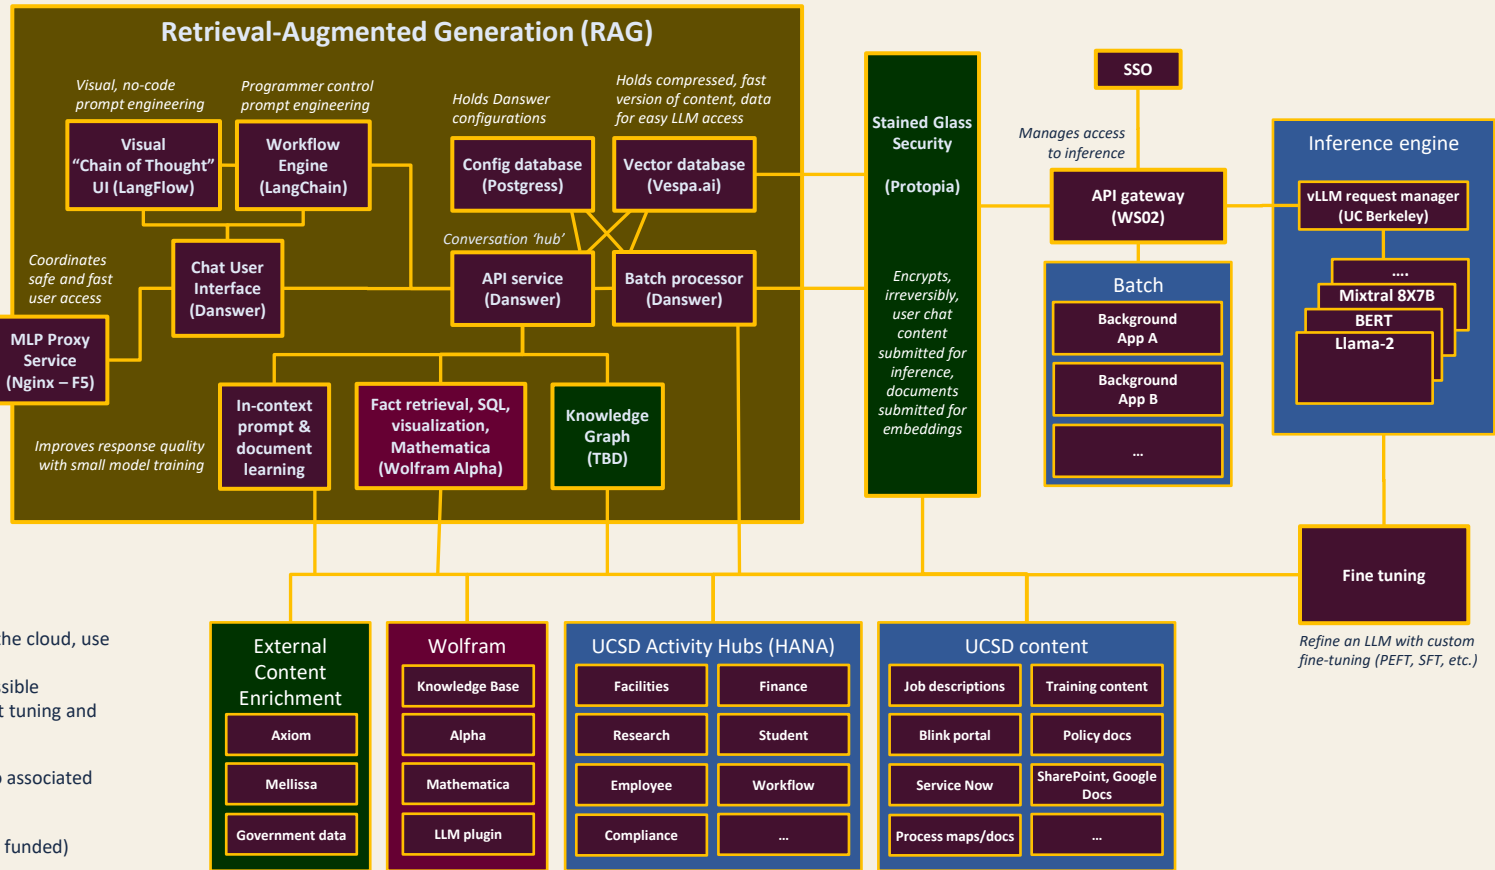 Retrieval-Augmented Generation (RAG)
Visual, no-code
prompt engineering
Programmer control
prompt engineering
Holds Danswer
configurations
Holds compressed, fast
version of content, data
for easy LLM access
Visual
“Chain of Thought”
UI (LangFlow)
Workflow
Engine
(LangChain)
Config database
(Postgress)
Vector database
(Vespa.ai)
Conversation ‘hub’
Coordinates
safe and fast
user access
Chat User
Interface
(Danswer)
API service
(Danswer)
Batch processor
(Danswer)
MLP Proxy
Service
(Nginx – F5)
Improves response quality
with small model training
In-context
prompt &
document
learning
Fact retrieval, SQL,
visualization,
Mathematica
(Wolfram Alpha)
Knowledge
Graph
(TBD)
Stained Glass
Security
(Protopia)
Encrypts,
irreversibly,
user chat
content
submitted for
inference,
documents
submitted for
embeddings
SSO
Manages access
to inference
API gateway
(WS02)
Batch
Background
App A
Background
App B
...
Inference engine
vLLM request manager
(UC Berkeley)
....
Mixtral 8X7B
BERT
Llama-2
Fine tuning
Refine an LLM with custom
fine-tuning (PEFT, SFT, etc.)
the cloud, use
ssible
t tuning and
o associated
funded)
External
Content
Enrichment
Axiom
Mellissa
Government data
Wolfram
Knowledge Base
Alpha
Mathematica
LLM plugin
UCSD Activity Hubs (HANA)
Facilities
Finance
Research
Student
Employee
Workflow
Compliance
...
UCSD content
Job descriptions
Training content
Blink portal
Policy docs
Service Now
SharePoint, Google
Docs
Process maps/docs
...